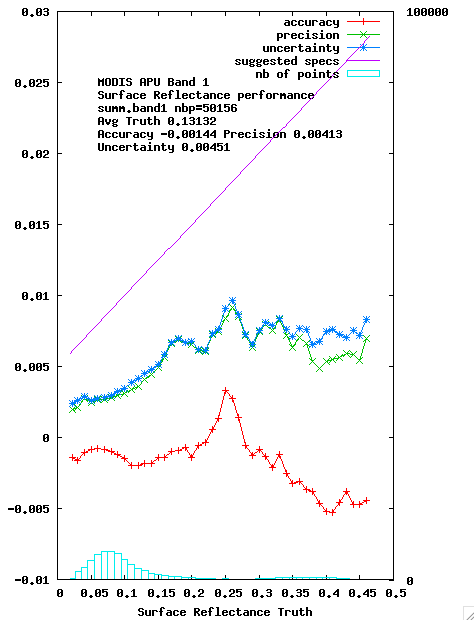 0.03
100000
accuracy
precision
uncertainty
suggested specs
nb of points
0.025
MODIS APU Band 1
Surface Reflectance performance
summ.band1 nbp=50156
Avg Truth 0.13132
Accuracy -0.00144 Precision 0.00413
Uncertainty 0.00451
0.02
0.015
0.01
0.005
0
-0.005
-0.01
0
0 0.05 0.1 0.15 0.2 0.25 0.3 0.35 0.4 0.45 0.5
Surface Reflectance Truth